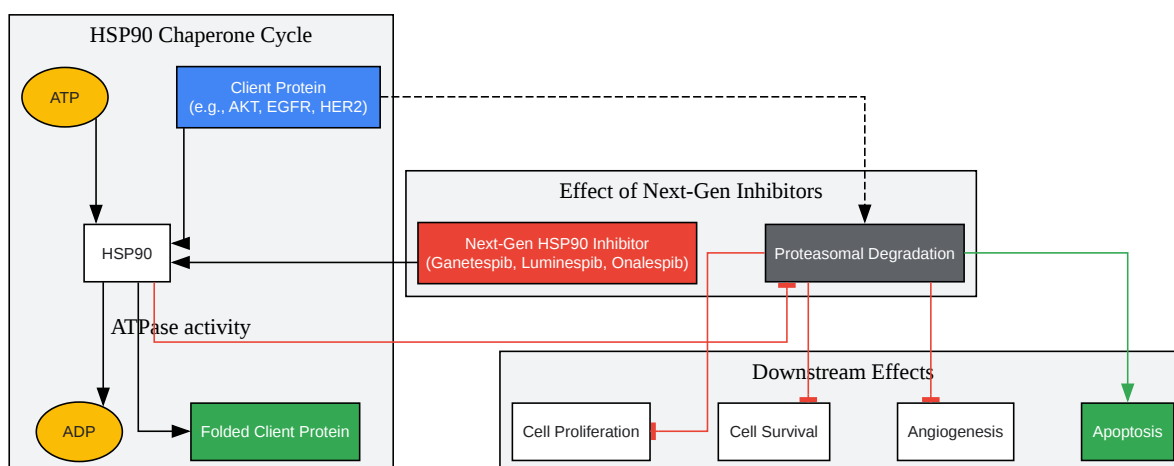 HSP90 Chaperone Cycle
ATP
Client Protein
(e.g., AKT, EGFR, HER2)
Effect of Next-Gen Inhibitors
HSP90
Next-Gen HSP90 Inhibitor
(Ganetespib, Luminespib, Onalespib)
Proteasomal Degradation
ATPase activity
Downstream Effects
ADP
Folded Client Protein
Cell Proliferation
Cell Survival
Angiogenesis
Apoptosis